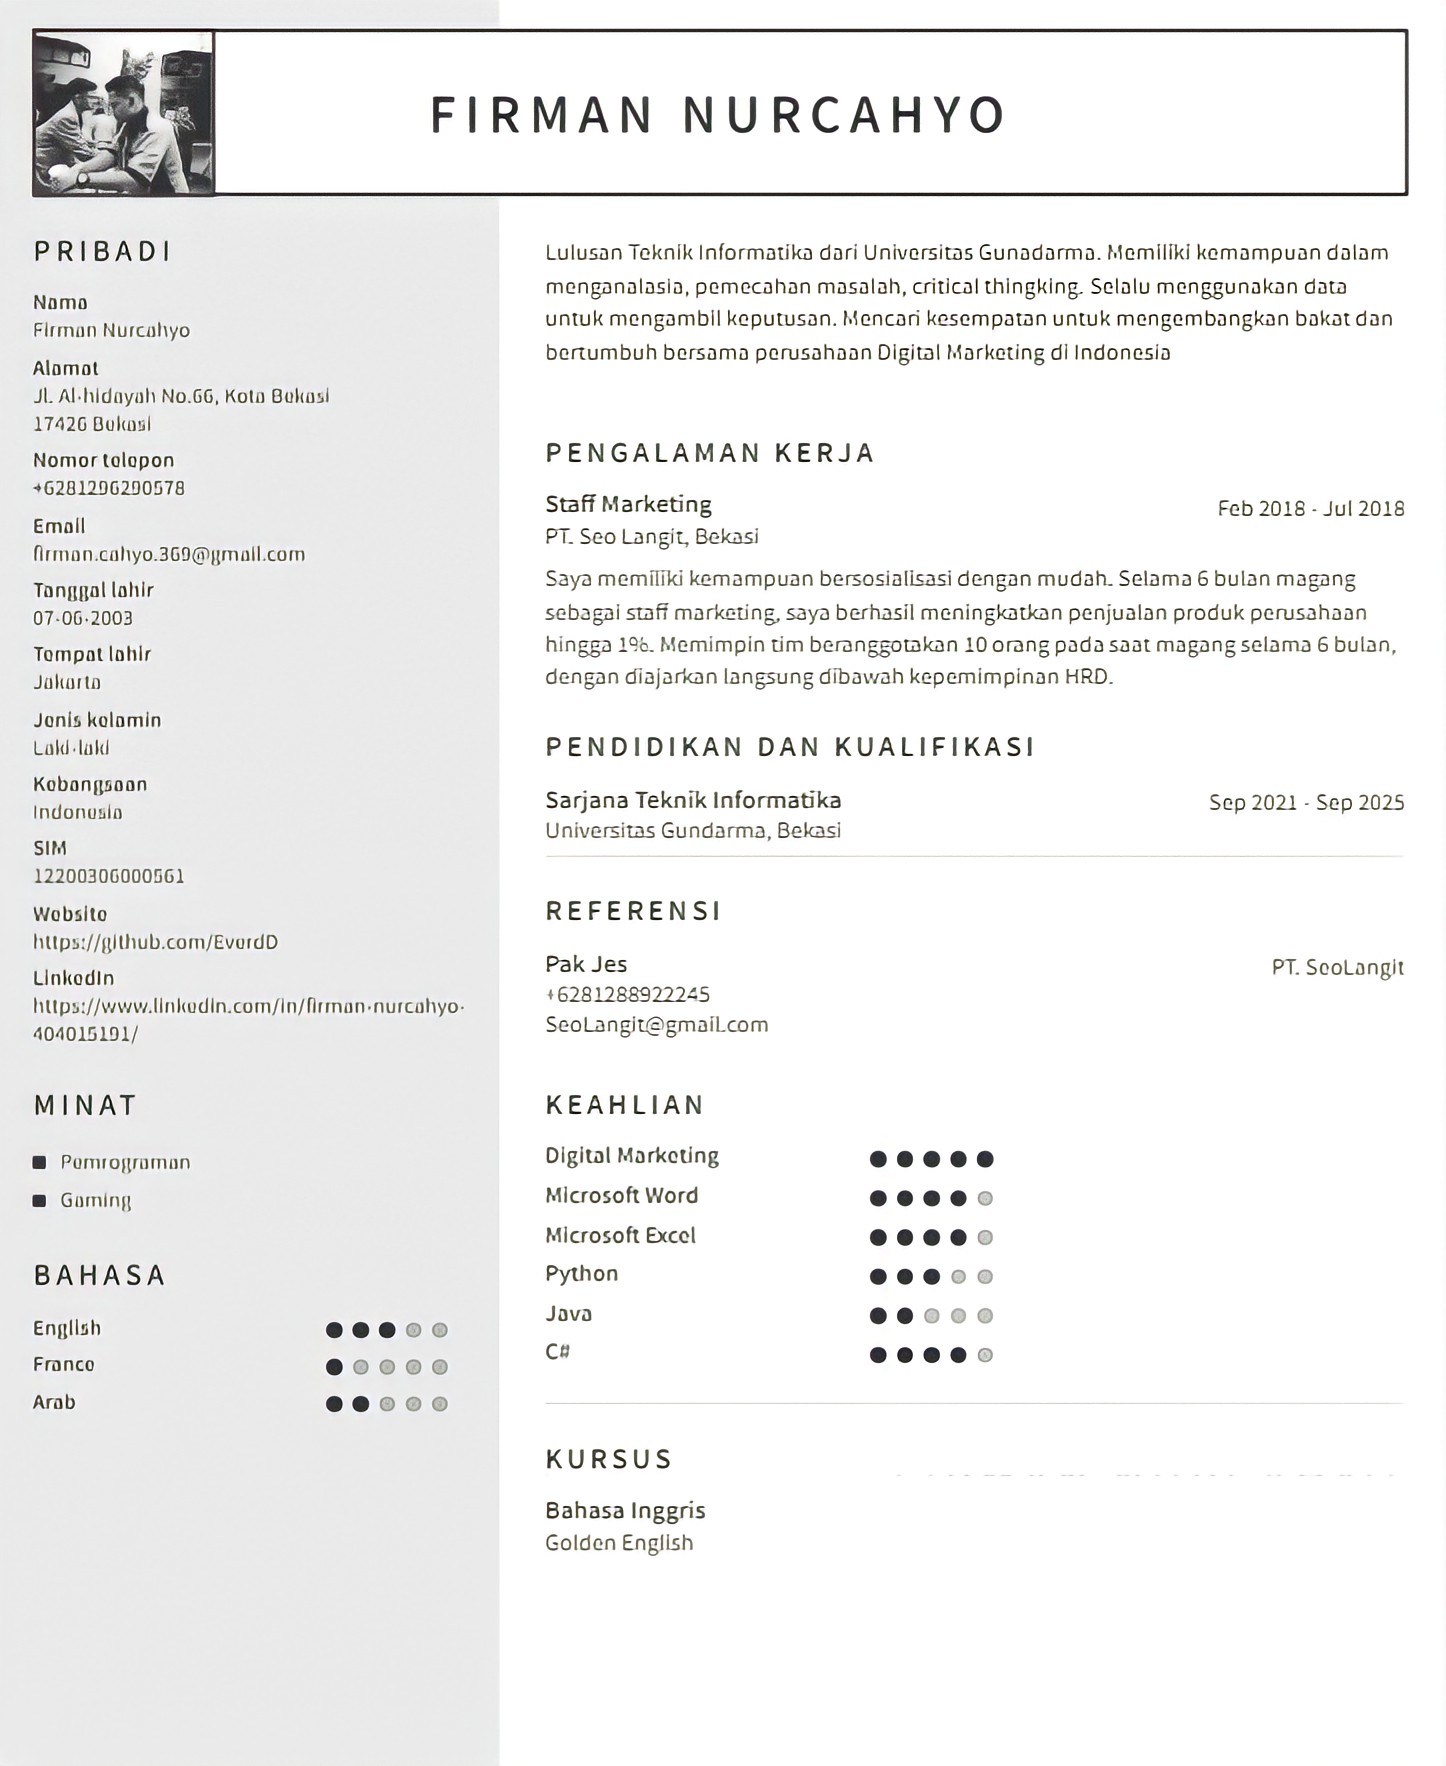 FIRMAN NURCAHYO
PRIBADI
Nama
Firman Nurcahyo
Alamat
Jl. Al-hidayah No.66, Kota Bekasi
17426 Bekasi
Nomor telepon
+6281296290578
Email
firman.cahyo.369@gmail.com
Tanggal lahir
07-06-2003
Tempat lahir
Jakarta
Jenis kelamin
Laki-laki
Kebangsaan
Indonesia
SIM
12200306000561
Website
https://github.com/EverdD
LinkedIn
https://www.linkedin.com/in/firman-nurcahyo-
404015191/
MINAT
Pemrograman
Gaming
BAHASA
English
France
Arab
Lulusan Teknik Informatika dari Universitas Gunadarma. Memiliki kemampuan dalam
menganalasia, pemecahan masalah, critical thingking. Selalu menggunakan data
untuk mengambil keputusan. Mencari kesempatan untuk mengembangkan bakat dan
bertumbuh bersama perusahaan Digital Marketing di Indonesia
PENGALAMAN KERJA
Staff Marketing Feb 2018 - Jul 2018
PT. Seo Langit, Bekasi
Saya memiliki kemampuan bersosialisasi dengan mudah. Selama 6 bulan magang
sebagai staff marketing, saya berhasil meningkatkan penjualan produk perusahaan
hingga 1%. Memimpin tim beranggotakan 10 orang pada saat magang selama 6 bulan,
dengan diajarkan langsung dibawah kepemimpinan HRD.
PENDIDIKAN DAN KUALIFIKASI
Sarjana Teknik Informatika Sep 2021 - Sep 2025
Universitas Gundarma, Bekasi
REFERENSI
Pak Jes PT. SeoLangit
+6281288922245
SeoLangit@gmail.com
KEAHLIAN
Digital Marketing
Microsoft Word
Microsoft Excel
Python
Java
C#
KURSUS
Bahasa Inggris
Golden English